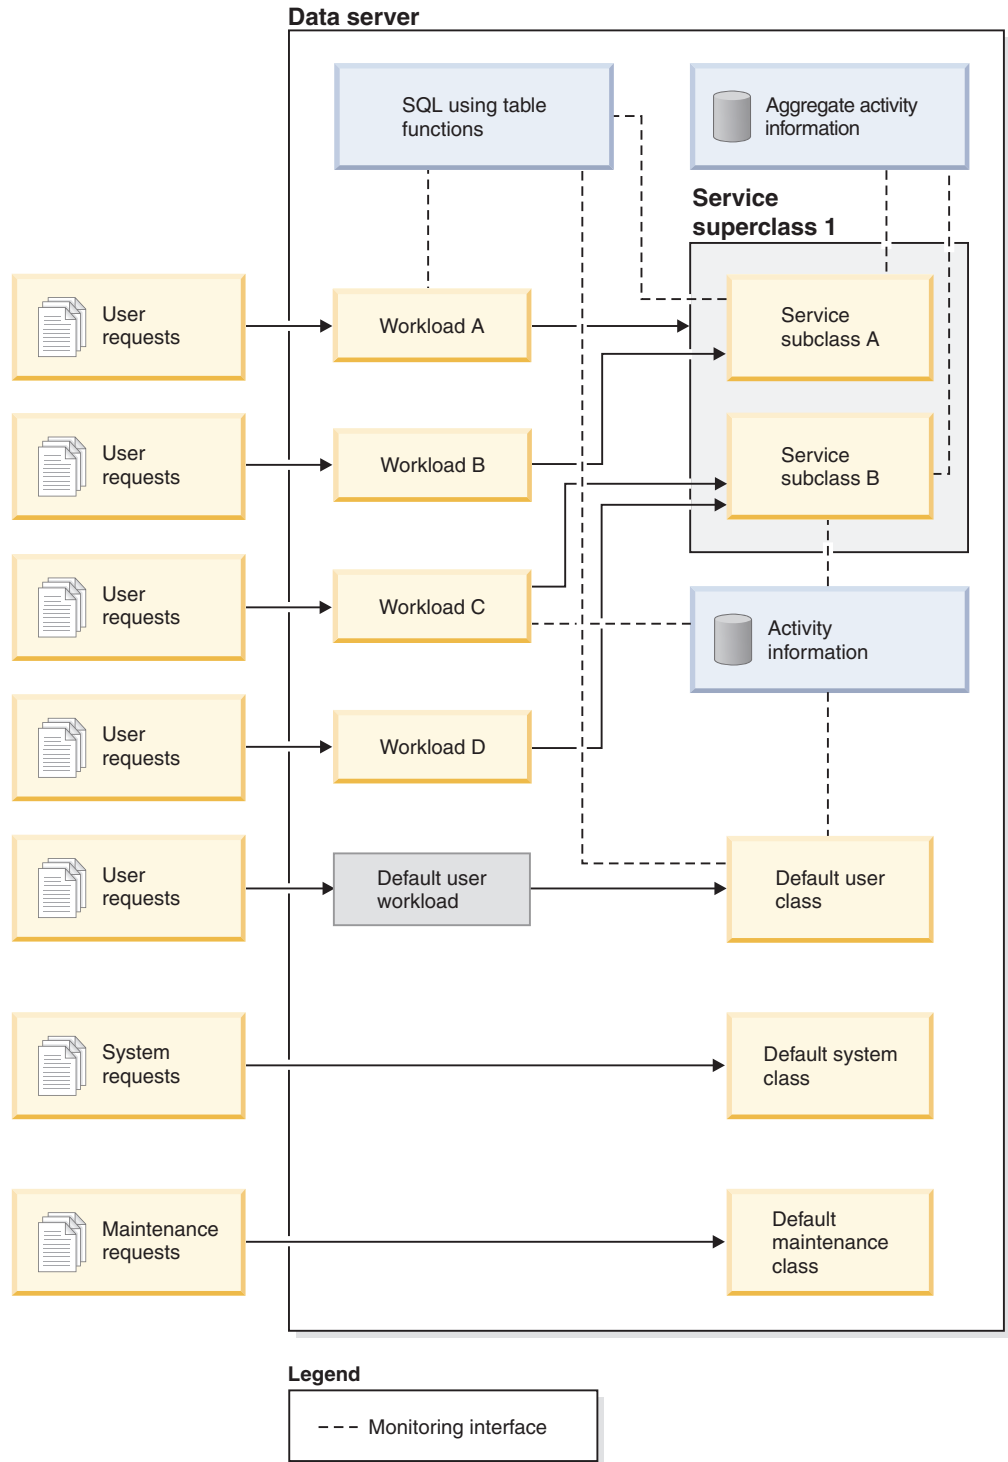 Data server
SQL using table
functions
Aggregate activity
information
Service
superclass 1
User
requests
Workload A
Service
subclass A
User
requests
Workload B
Service
subclass B
User
requests
Workload C
Activity
information
User
requests
Workload D
User
requests
Default user
workload
Default user
class
System
requests
Default system
class
Maintenance
requests
Default
maintenance
class
Legend
Monitoring interface